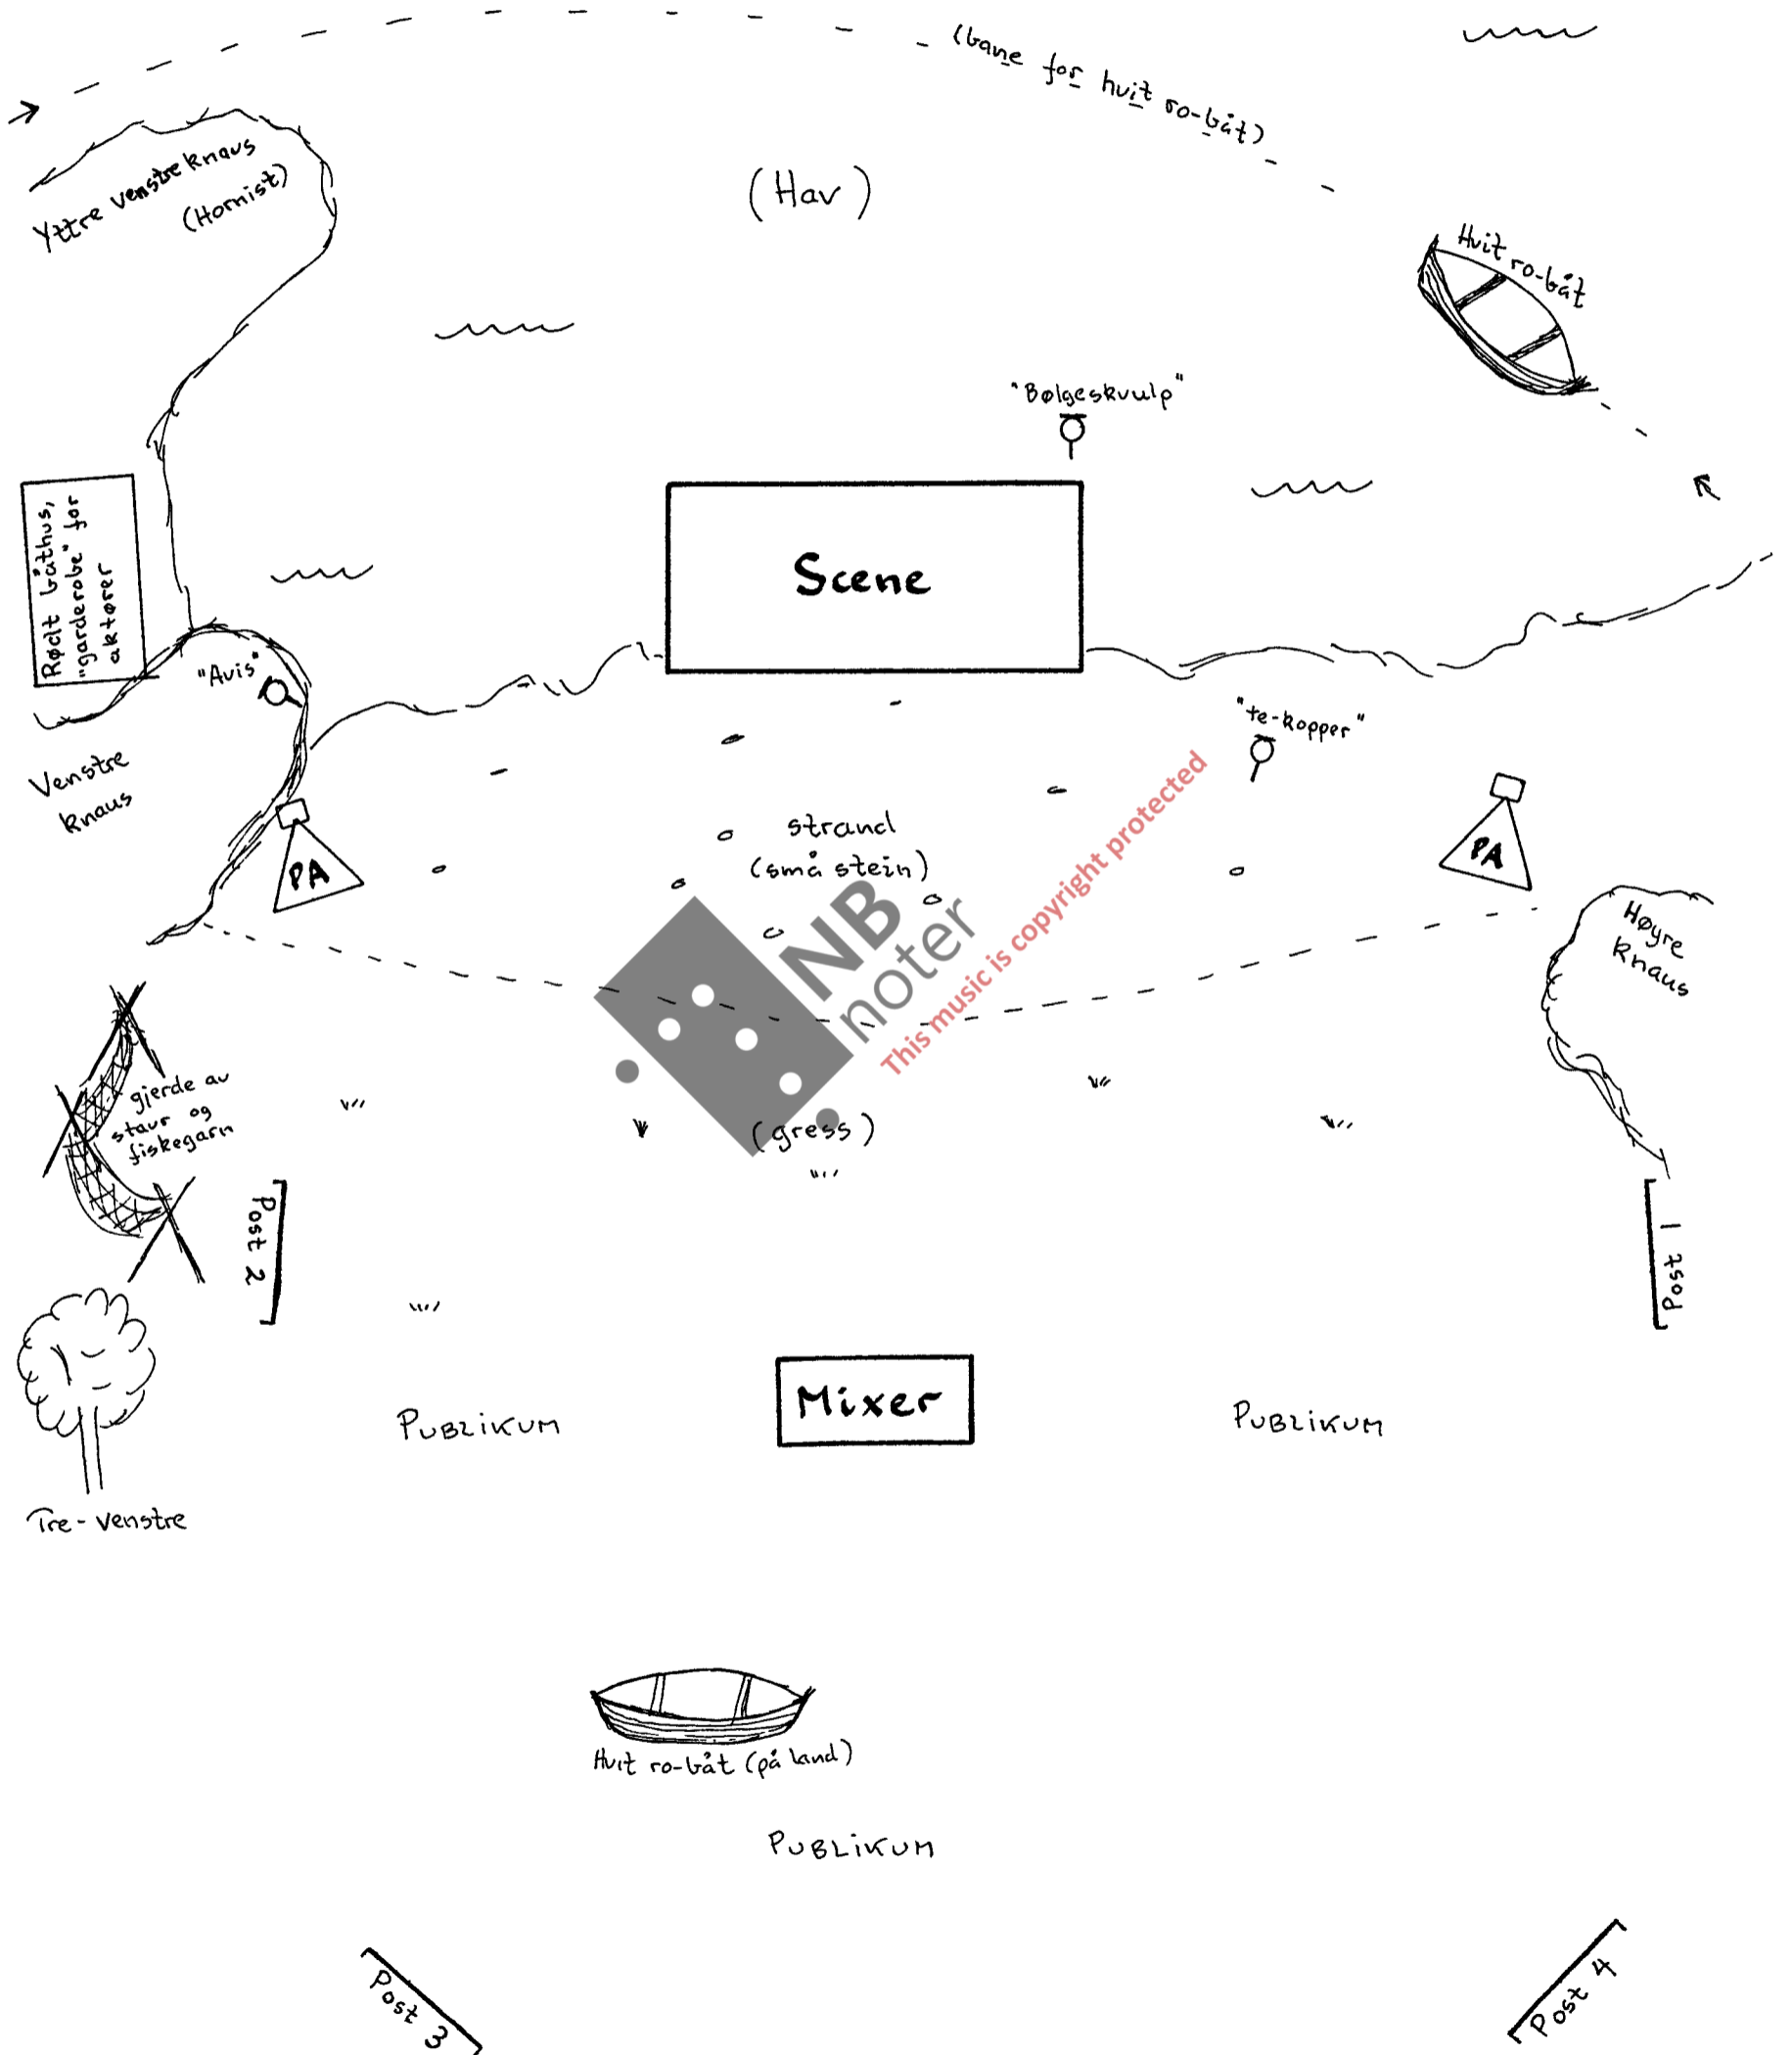 (bane for hvit ro-båt)
Yttre venstre knaus
(Hornist)
(Hav)
Hvit
ro-båt
"Bølgeskvulp"
Rødt båthus,
"garderobe" for
aktører
Scene
"Avis"
Venstre
knaus
"te-kopper"
PA
strand
(små stein)
PA
Høyre
knaus
NB
noter
This music is copyright protected
gjerde av
staur og
fiskegarn
(gress)
Post 2
Post 1
Mixer
PUBLIKUM
PUBLIKUM
Tre-venstre
Hvit ro-båt (på land)
PUBLIKUM
Post 3
Post 4